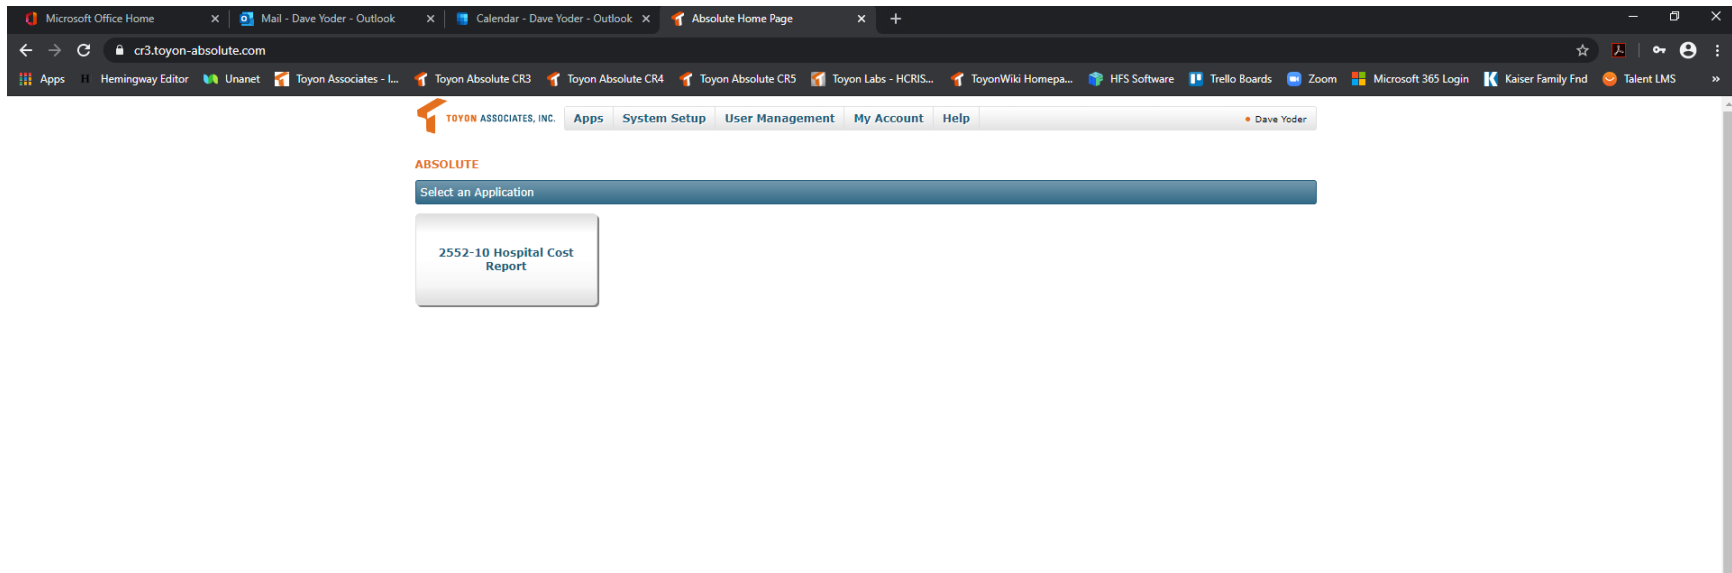 Microsoft Office Home Mail - Dave Yoder - Outlook Calendar - Dave Yoder - Outlook Absolute Home Page
cr3.toyon-absolute.com
Apps Hemingway Editor Unanet Toyon Associates - I... Toyon Absolute CR3 Toyon Absolute CR4 Toyon Absolute CR5 Toyon Labs - HCRIS... ToyonWiki Homepa... HFS Software Trello Boards Zoom Microsoft 365 Login Kaiser Family Fnd Talent LMS »
TOYON ASSOCIATES, INC. Apps System Setup User Management My Account Help • Dave Yoder
ABSOLUTE
Select an Application
2552-10 Hospital Cost
Report